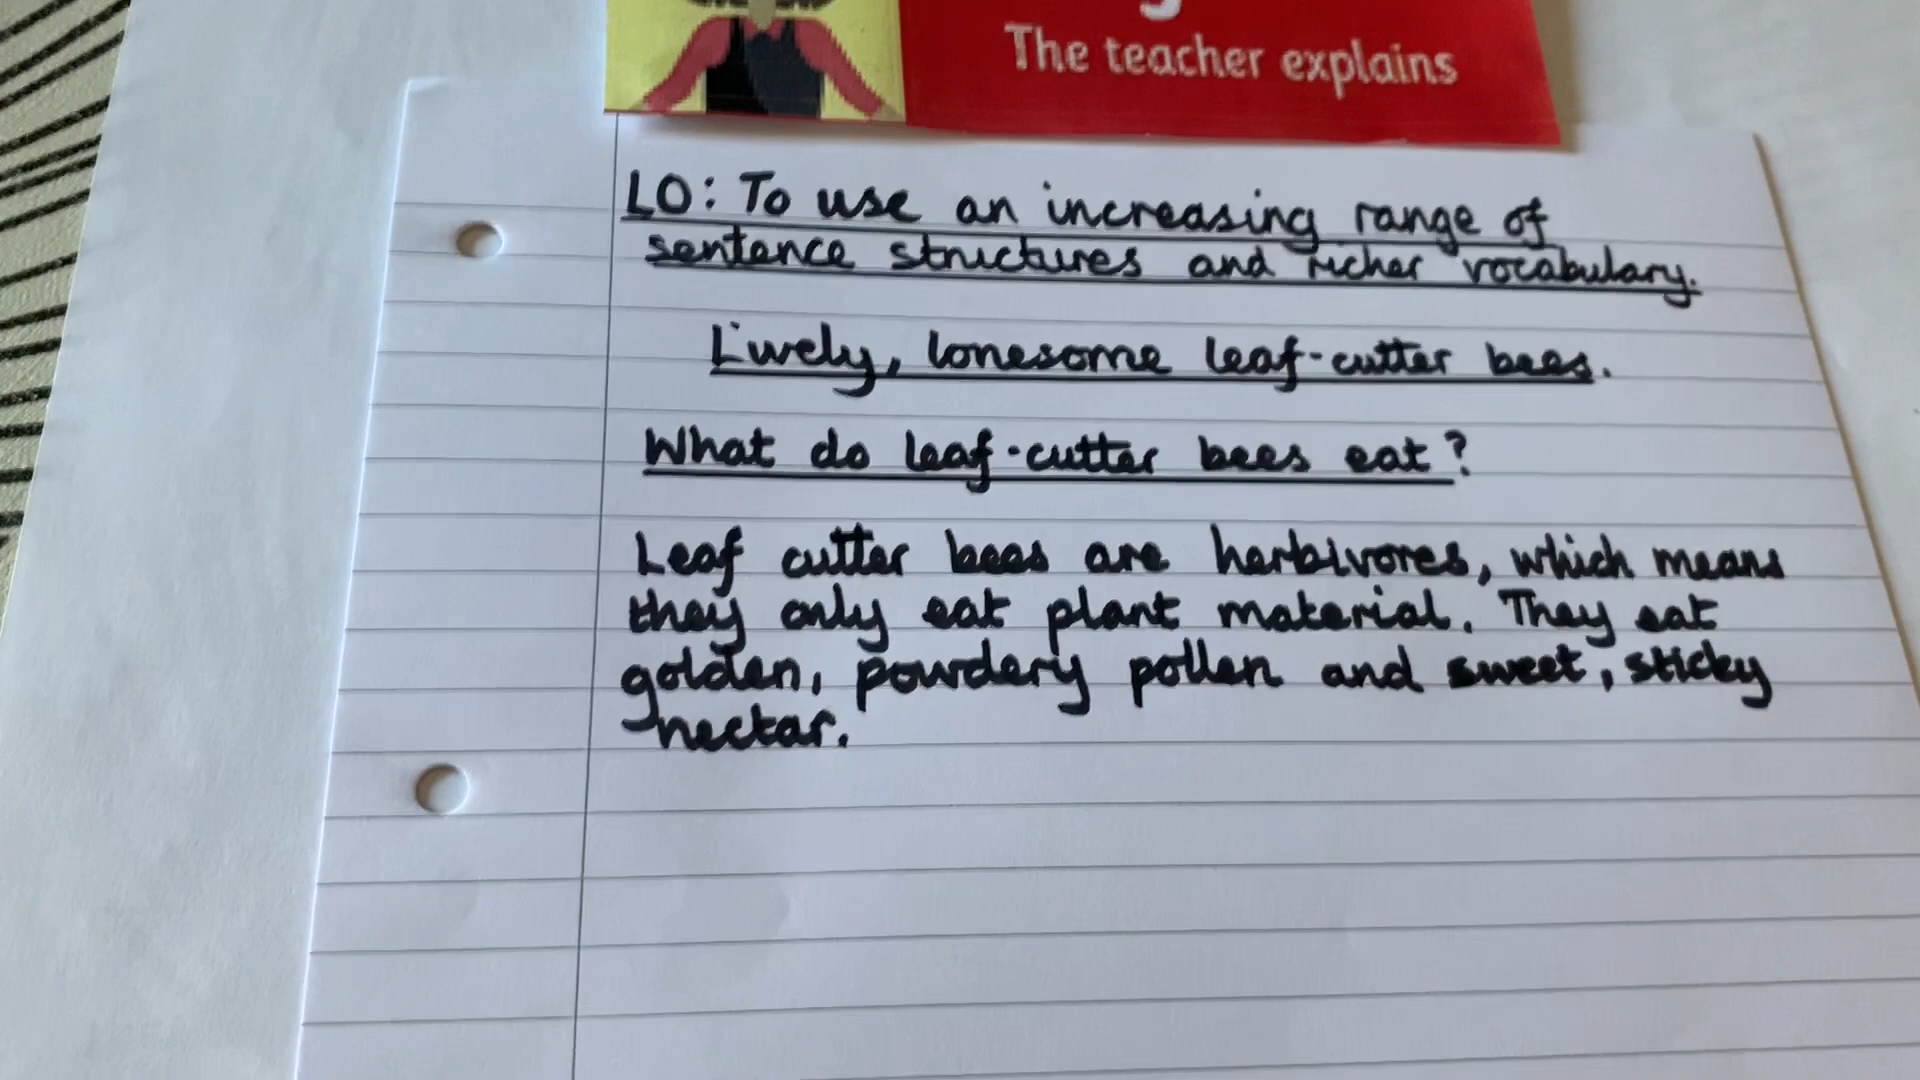 The teacher explains
LO: To use an increasing range of
sentence structures and richer vocabulary.
Lively, lonesome leaf-cutter bees.
What do leaf-cutter bees eat?
Leaf cutter bees are herbivores, which means
they only eat plant material. They eat
golden, powdery pollen and sweet, sticky
nectar.